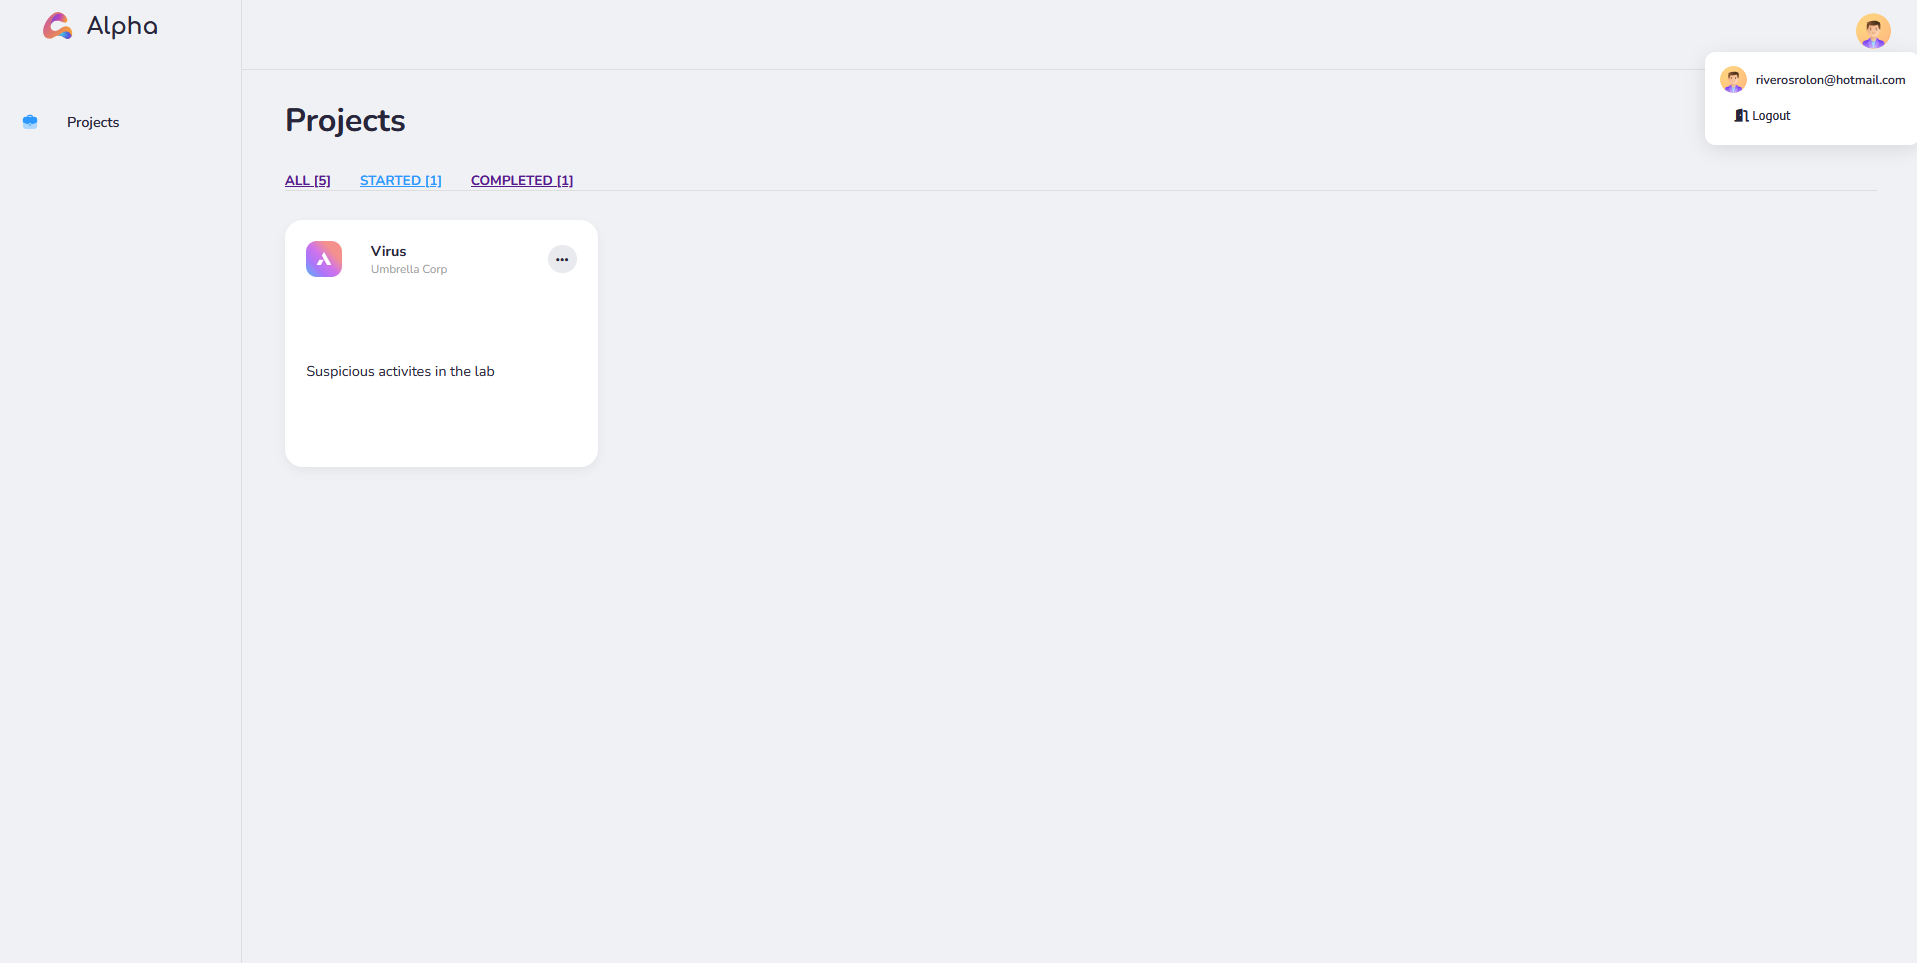 Alpha
riverosrolon@hotmail.com
Logout
Projects
Projects
ALL [5] STARTED [1] COMPLETED [1]
Virus
Umbrella Corp
Suspicious activites in the lab